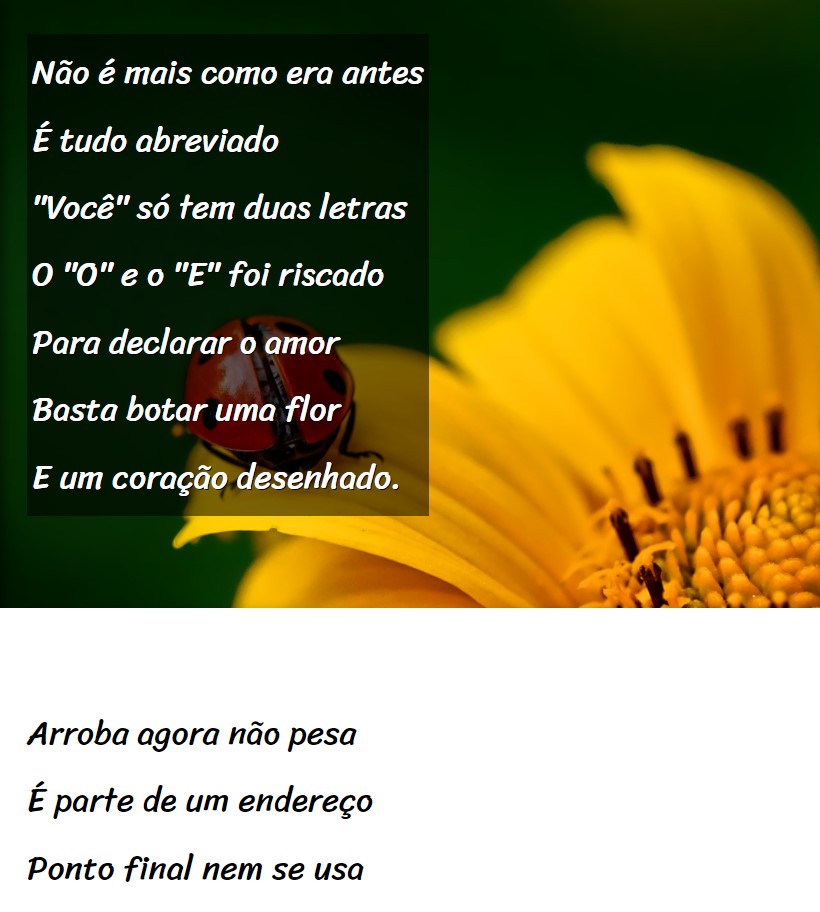 Não é mais como era antes
É tudo abreviado
"Você" só tem duas letras
O "O" e o "E" foi riscado
Para declarar o amor
Basta botar uma flor
E um coração desenhado.
Arroba agora não pesa
É parte de um endereço
Ponto final nem se usa